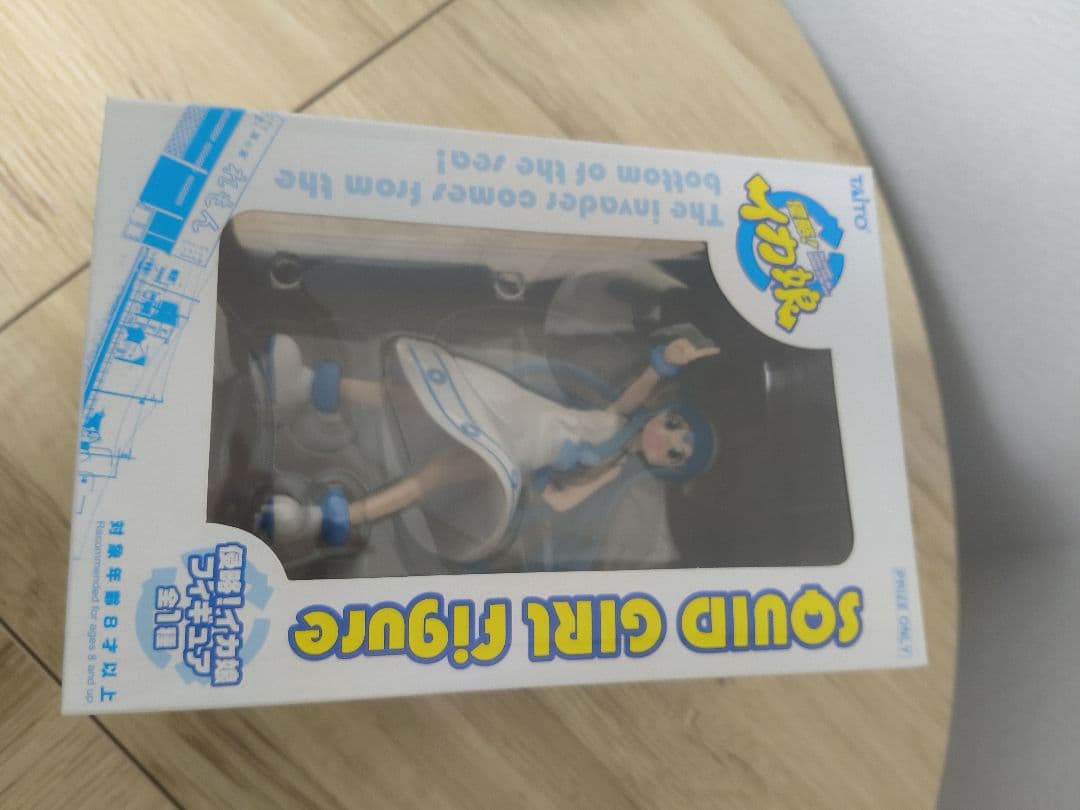 TAITO
侵略!
イカ娘
The invader comes from the
bottom of the sea!
SQUID GIRL Figure
PRIZE ONLY
侵略!イカ娘
フィギュア
全1種
対象年齢8才以上
Recommended for ages 8 and up